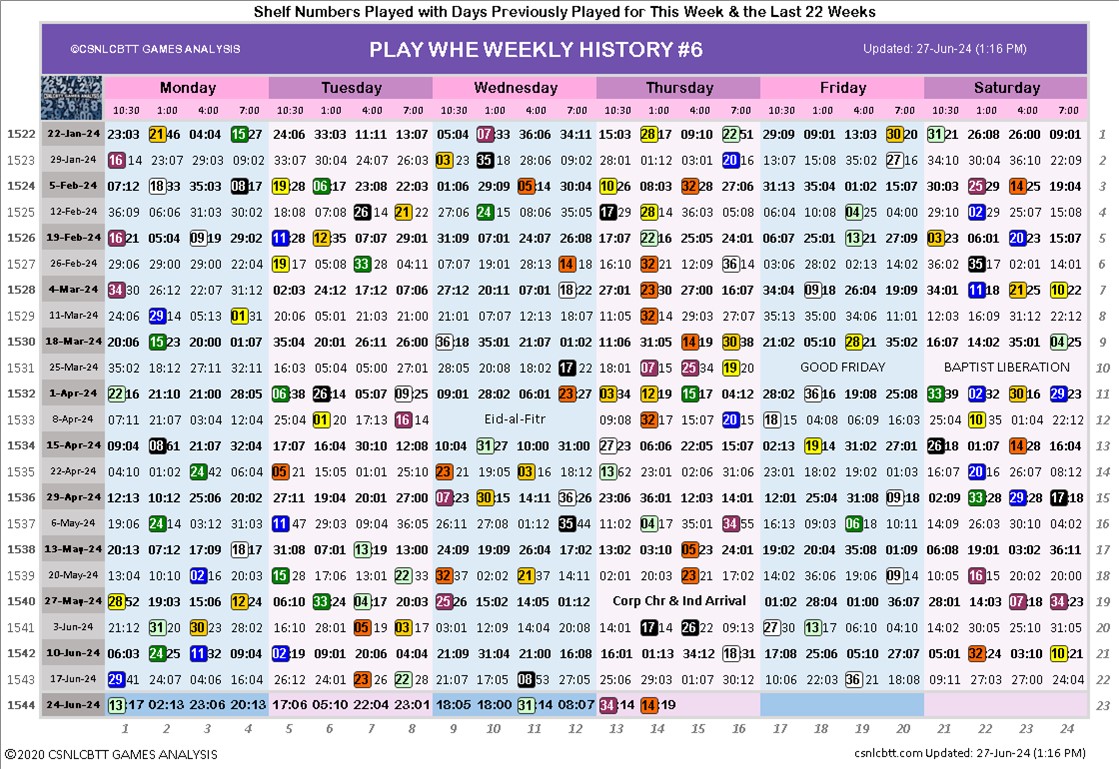 Shelf Numbers Played with Days Previously Played for This Week & the Last 22 Weeks
©CSNLCBTT GAMES ANALYSIS PLAY WHE WEEKLY HISTORY #6 Updated: 27-Jun-24 (1:16 PM)
Monday Tuesday Wednesday Thursday Friday Saturday
10:30 1:00 4:00 7:00 10:30 1:00 4:00 7:00 10:30 1:00 4:00 7:00 10:30 1:00 4:00 7:00 10:30 1:00 4:00 7:00 10:30 1:00 4:00 7:00
1522 22-Jan-24 23:03 21:46 04:04 15:27 24:06 33:03 11:11 13:07 05:04 07:33 36:06 34:11 15:03 28:17 09:10 22:51 29:09 09:01 13:03 30:20 31:21 26:08 26:00 09:01 1
1523 29-Jan-24 16:14 23:07 29:03 09:02 33:07 30:04 24:07 26:03 03:23 35:18 28:06 09:02 28:01 01:12 03:01 20:16 13:07 15:08 35:02 27:16 34:10 30:04 36:10 22:09 2
1524 5-Feb-24 07:12 18:33 35:03 08:17 19:28 06:17 23:08 22:03 01:06 29:09 05:14 30:04 10:26 08:03 32:28 27:06 31:13 35:04 01:02 15:07 30:03 25:29 14:25 19:04 3
1525 12-Feb-24 36:09 06:06 31:03 30:02 18:08 07:08 26:14 21:22 27:06 24:15 08:06 35:05 17:29 28:14 36:03 05:08 06:04 10:08 04:25 04:00 29:10 02:29 25:07 15:08 4
1526 19-Feb-24 16:21 05:04 09:19 29:02 11:28 12:35 07:07 29:01 31:09 07:01 24:07 26:08 17:07 22:16 25:05 24:01 06:07 25:01 13:21 27:09 03:23 06:01 20:23 15:07 5
1527 26-Feb-24 29:06 29:00 29:00 22:04 19:17 05:08 33:28 04:11 07:07 19:01 28:13 14:18 16:10 32:21 12:09 36:14 03:06 28:02 02:13 14:02 36:02 35:17 02:01 14:01 6
1528 4-Mar-24 34:30 26:12 22:07 31:12 02:03 24:12 17:12 07:08 27:12 20:11 07:01 18:22 27:01 23:30 27:00 16:07 34:04 09:18 26:04 19:09 34:01 11:18 21:25 10:22 7
1529 11-Mar-24 24:06 29:14 05:13 01:31 20:06 05:01 21:03 21:00 21:01 07:07 12:13 18:07 11:05 32:14 29:03 27:07 35:13 35:00 34:06 11:01 12:03 16:09 31:12 22:12 8
1530 18-Mar-24 20:06 15:23 20:00 01:07 35:04 20:01 26:11 26:00 36:18 35:01 21:07 01:02 11:06 31:05 14:19 30:38 21:02 05:10 28:21 35:02 16:07 14:02 35:01 04:25 9
1531 25-Mar-24 35:02 18:12 27:11 32:11 16:03 05:04 05:00 27:01 28:05 20:08 18:02 17:22 18:01 07:15 25:34 19:20 GOOD FRIDAY BAPTIST LIBERATION 10
1532 1-Apr-24 22:16 21:10 21:00 28:05 06:38 26:14 05:07 09:25 09:01 28:02 06:01 23:27 03:34 12:19 15:17 04:12 28:02 36:16 19:08 25:08 33:39 02:32 30:16 29:23 11
1533 8-Apr-24 07:11 21:07 03:04 12:04 25:06 01:20 17:13 16:14 Eid-al-Fitr 09:08 32:17 15:07 20:15 18:15 04:08 06:09 16:03 25:04 10:35 01:04 22:12 12
1534 15-Apr-24 09:04 08:61 21:07 32:04 17:07 16:04 30:10 12:08 10:04 31:27 10:00 31:00 27:23 06:06 22:05 15:07 02:13 19:14 31:02 27:01 26:18 01:07 14:28 16:04 13
1535 22-Apr-24 04:10 01:02 24:42 06:04 05:21 15:05 01:01 25:10 23:21 19:05 03:16 18:12 13:62 23:01 02:06 31:06 23:01 18:02 19:02 01:03 16:07 20:16 26:07 08:12 14
1536 29-Apr-24 12:13 10:12 25:06 20:02 27:11 19:04 20:01 27:00 07:23 30:15 14:11 36:26 23:06 36:01 12:03 14:01 12:01 25:04 31:08 09:18 02:09 33:28 29:28 17:18 15
1537 6-May-24 19:06 24:14 03:12 31:03 11:47 29:03 09:04 36:05 26:11 27:08 01:12 35:44 11:02 04:17 16:01 34:55 16:13 09:03 06:18 10:11 14:09 26:03 30:10 04:02 16
1538 13-May-24 20:13 07:12 17:09 18:17 31:08 07:01 13:19 13:00 24:09 19:09 26:04 17:02 13:02 03:10 05:23 24:01 19:02 20:04 35:08 01:09 06:08 19:01 03:02 36:11 17
1539 20-May-24 13:04 10:10 02:16 20:03 15:28 17:06 13:01 22:33 32:37 02:02 21:37 14:11 02:01 20:03 23:21 17:02 14:02 36:06 19:06 09:14 10:05 16:15 20:02 20:00 18
1540 27-May-24 28:52 19:03 15:06 12:24 06:10 33:24 04:17 20:03 25:26 15:02 14:05 01:12 Corp Chr & Ind Arrival 01:02 28:04 01:00 36:07 28:01 14:03 07:18 34:23 19
1541 3-Jun-24 21:12 31:20 30:23 28:02 16:10 28:01 05:19 03:17 03:01 12:09 14:04 20:08 14:01 17:14 26:22 09:13 27:30 13:17 06:10 08:04 14:02 30:05 25:10 31:05 20
1542 10-Jun-24 06:03 24:25 11:32 09:04 02:19 09:01 20:06 04:04 21:09 31:04 21:00 16:08 16:01 01:13 34:12 18:31 17:08 25:06 05:10 27:07 05:01 32:24 03:10 10:21 21
1543 17-Jun-24 29:41 24:07 04:06 16:04 26:12 24:01 23:26 22:28 21:07 17:05 08:53 27:05 25:06 29:03 01:07 30:12 10:06 22:03 36:21 18:08 09:11 27:03 27:00 24:04 22
1544 24-Jun-24 13:17 02:13 23:06 20:13 17:06 05:10 22:04 23:01 18:05 18:00 31:14 08:07 34:14 14:19 23
1 2 3 4 5 6 7 8 9 10 11 12 13 14 15 16 17 18 19 20 21 22 23 24
©2020 CSNLCBTT GAMES ANALYSIS csnlcbtt.com Updated: 27-Jun-24 (1:16 PM)